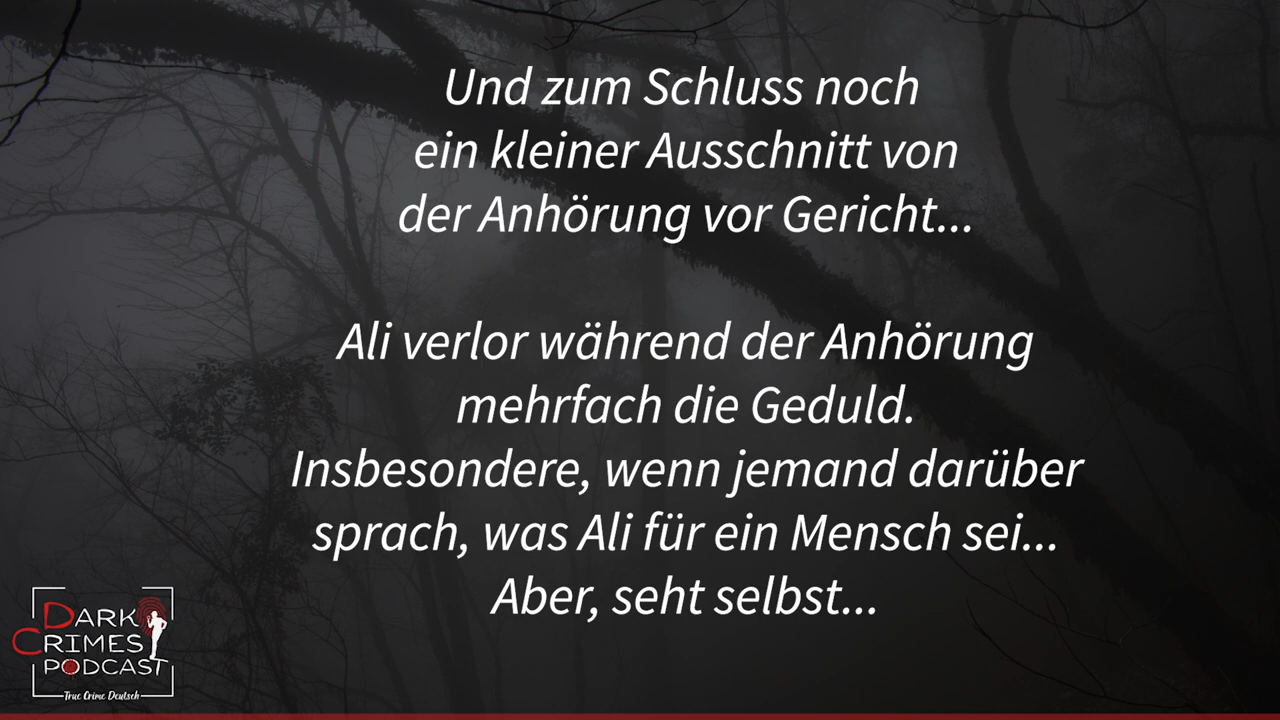 Und zum Schluss noch
ein kleiner Ausschnitt von
der Anhörung vor Gericht...
Ali verlor während der Anhörung
mehrfach die Geduld.
Insbesondere, wenn jemand darüber
sprach, was Ali für ein Mensch sei...
Aber, seht selbst...
DARK
CRIMES
PODCAST
True Crime Deutsch